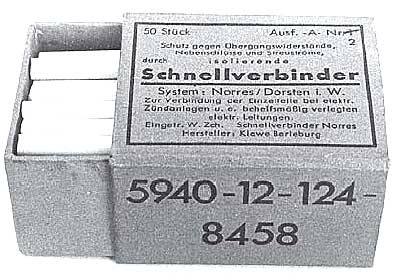 50 Stück Ausf. -A- Nr. 1
2
Schutz gegen Übergangswiderstände,
Nebenschlüsse und Streuströme,
durch isolierende
Schnellverbinder
System: Norres/Dorsten i. W.
Zur Verbindung der Einzelteile bei elektr.
Zündanlagen u. a. behelfsmäßig verlegten
elektr. Leitungen.
Eingetr. W. Zch. Schnellverbinder Norres
Hersteller: Klewe Berleburg
5940-12-124-
8458